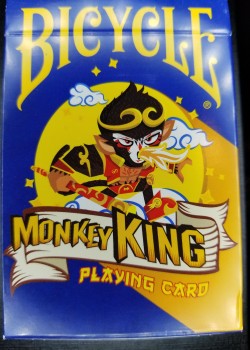 BICYCLE
®
MONKEY KING
PLAYING CARD